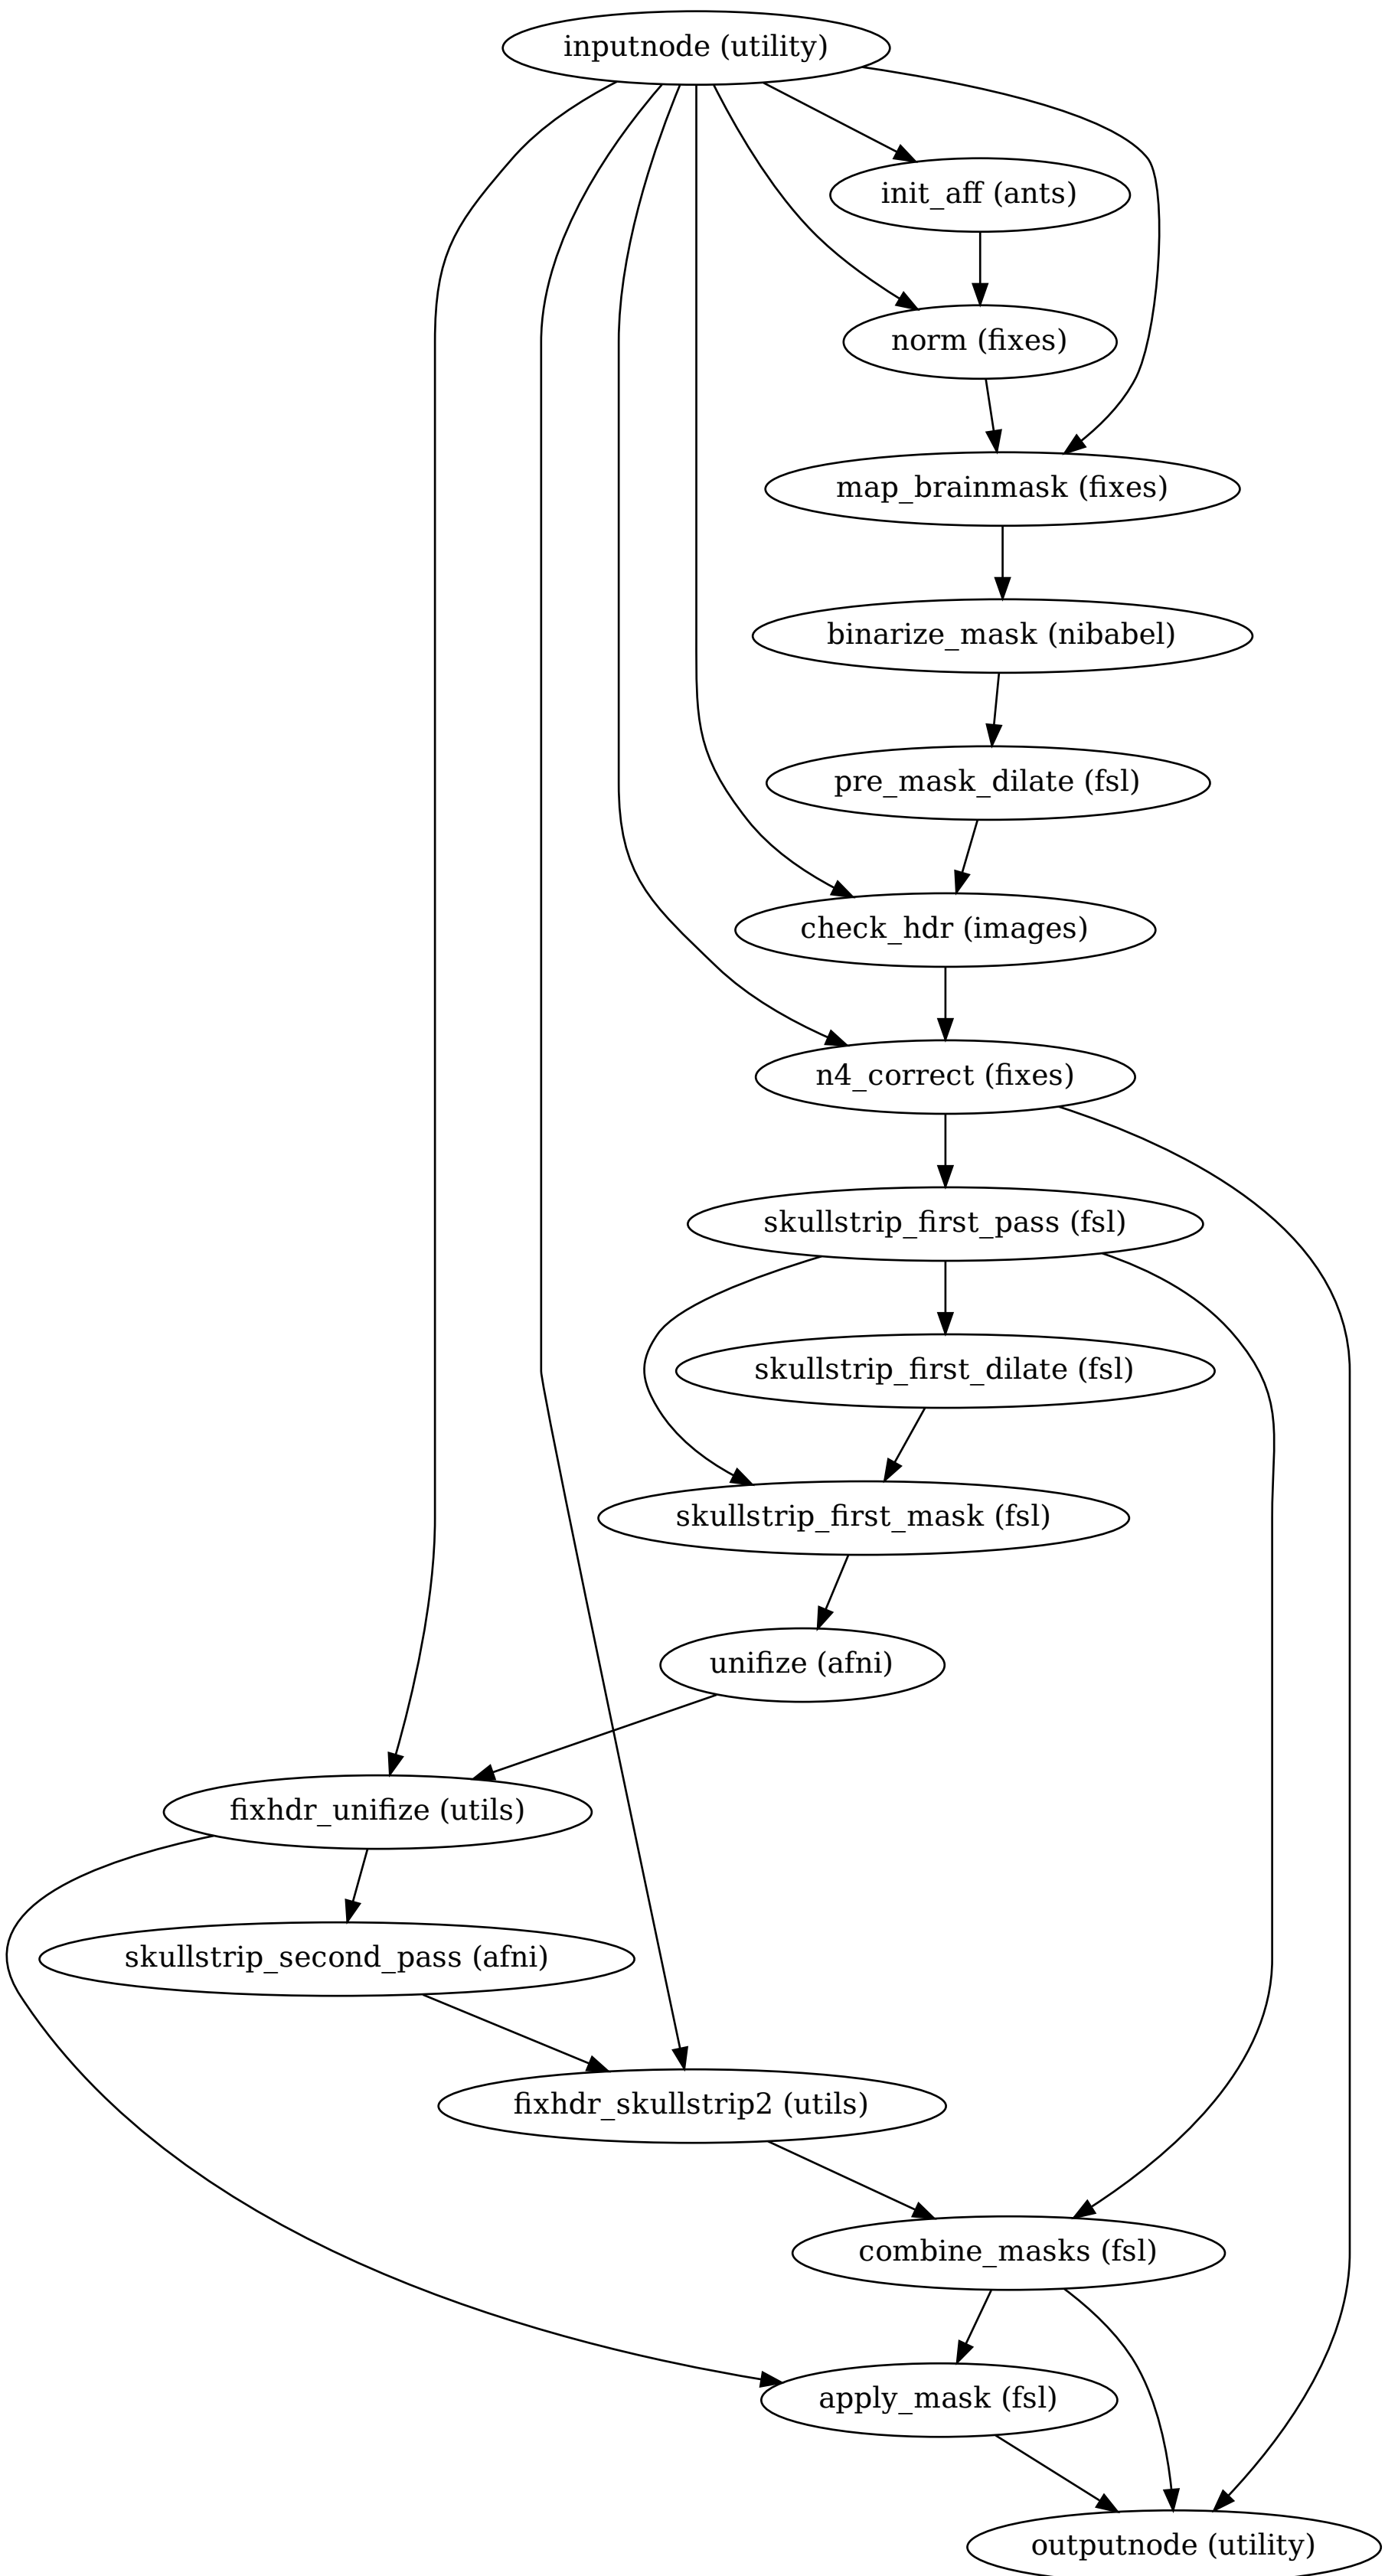 inputnode (utility)
init_aff (ants)
norm (fixes)
map_brainmask (fixes)
binarize_mask (nibabel)
pre_mask_dilate (fsl)
check_hdr (images)
n4_correct (fixes)
skullstrip_first_pass (fsl)
skullstrip_first_dilate (fsl)
skullstrip_first_mask (fsl)
unifize (afni)
fixhdr_unifize (utils)
skullstrip_second_pass (afni)
fixhdr_skullstrip2 (utils)
combine_masks (fsl)
apply_mask (fsl)
outputnode (utility)